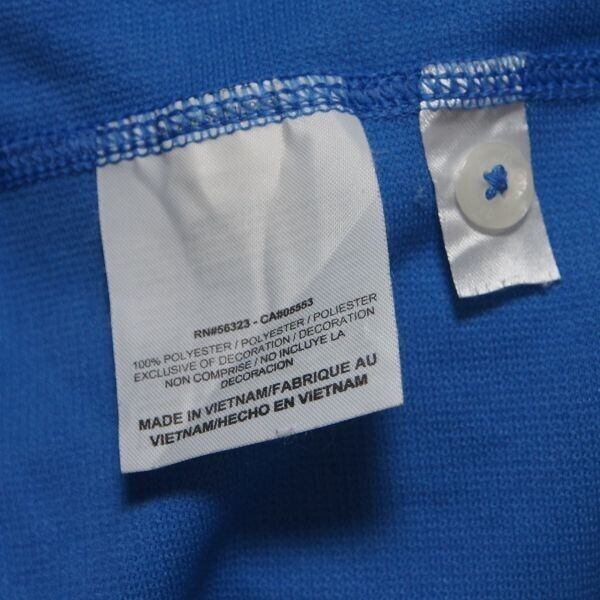 RN#56323 - CA#05553
100% POLYESTER / POLYESTER / POLIESTER
EXCLUSIVE OF DECORATION / DECORATION
NON COMPRISE / NO INCLUYE LA
DECORACION
MADE IN VIETNAM/FABRIQUE AU
VIETNAM/HECHO EN VIETNAM